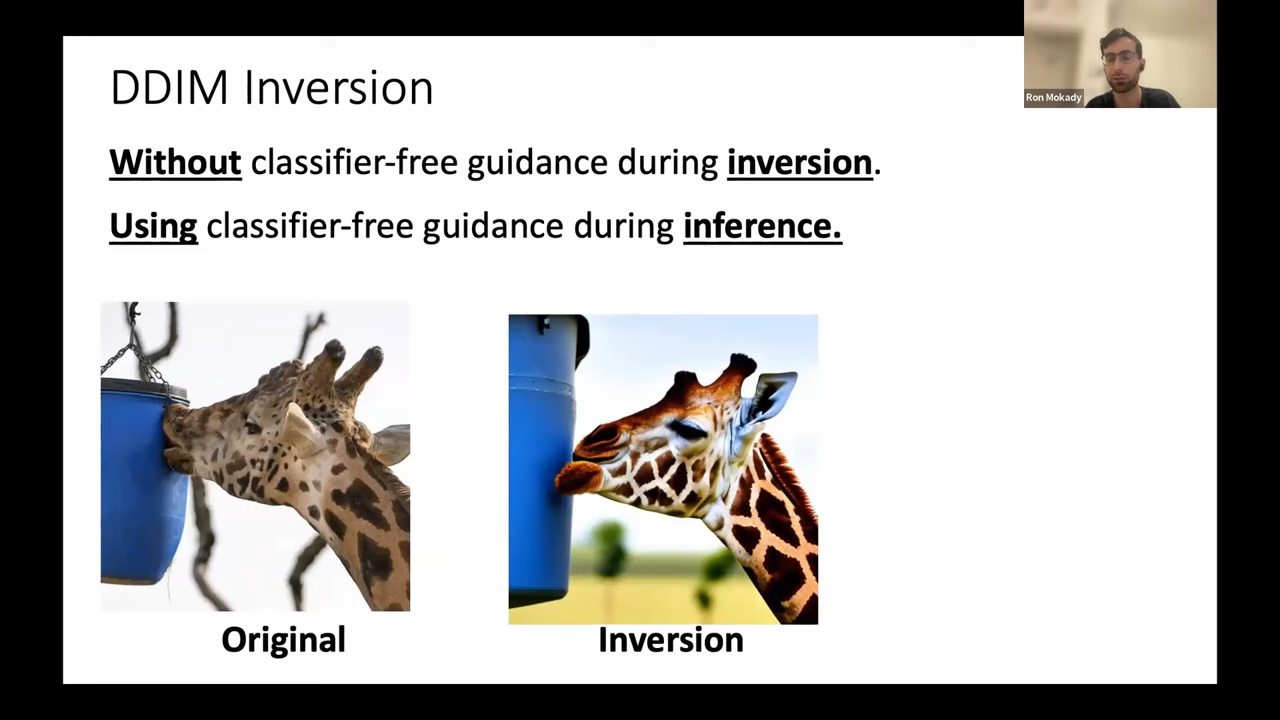 DDIM Inversion
Ron Mokady
Without classifier-free guidance during inversion.
Using classifier-free guidance during inference.
Original
Inversion